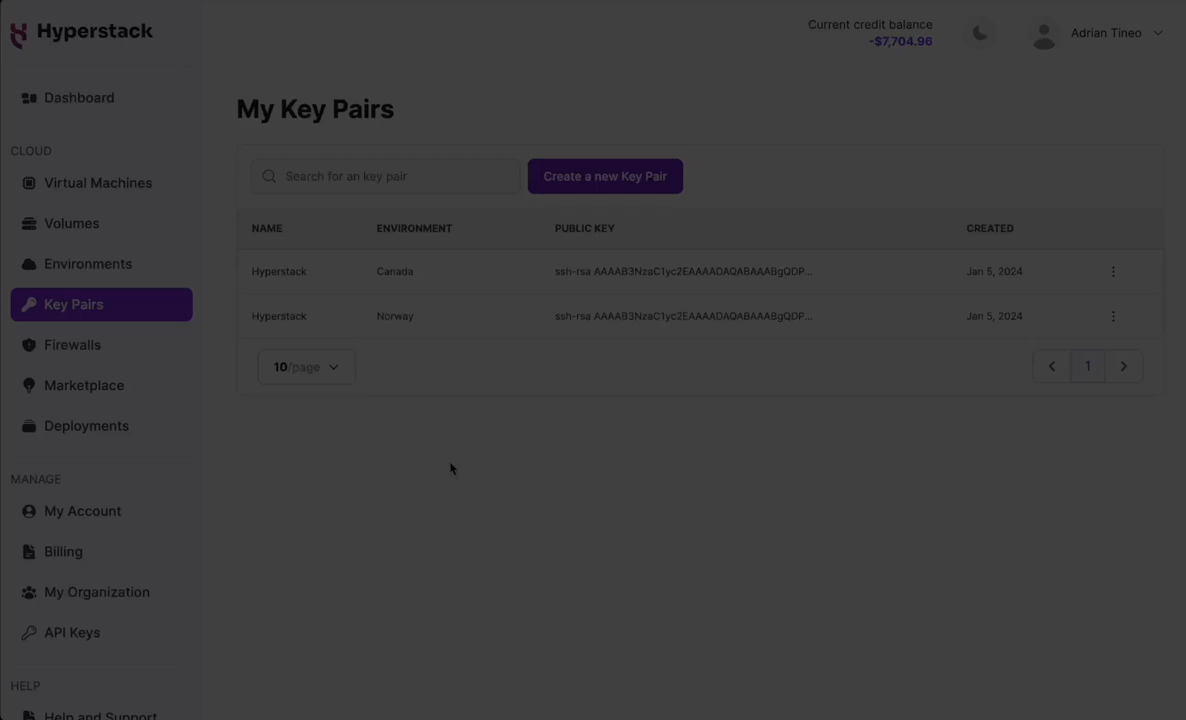 Hyperstack
Current credit balance
-$7,704.96
Adrian Tineo
Dashboard
CLOUD
Virtual Machines
Volumes
Environments
Key Pairs
Firewalls
Marketplace
Deployments
MANAGE
My Account
Billing
My Organization
API Keys
HELP
Help and Support
My Key Pairs
Search for an key pair
Create a new Key Pair
NAME ENVIRONMENT PUBLIC KEY CREATED
Hyperstack Canada ssh-rsa AAAAB3NzaC1yc2EAAAADAQABAAABgQDP... Jan 5, 2024
Hyperstack Norway ssh-rsa AAAAB3NzaC1yc2EAAAADAQABAAABgQDP... Jan 5, 2024
10/page
1